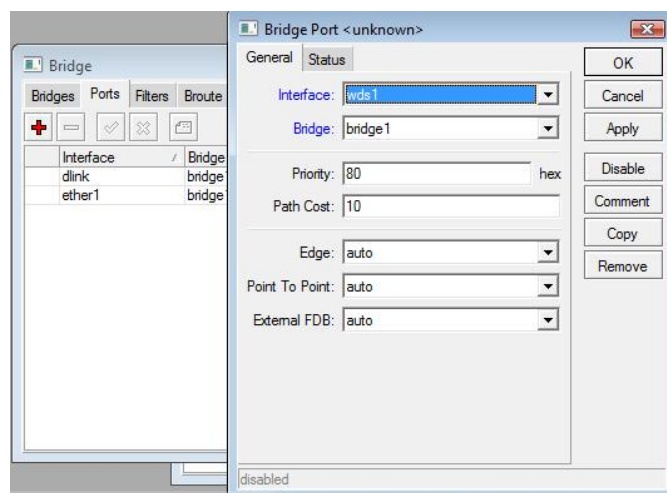 Bridge
Bridges Ports Filters Broute
Interface / Bridge
dlink bridge
ether1 bridge
Bridge Port <unknown>
General Status
Interface: wds1
Bridge: bridge1
Priority: 80 hex
Path Cost: 10
Edge: auto
Point To Point: auto
External FDB: auto
OK
Cancel
Apply
Disable
Comment
Copy
Remove
disabled